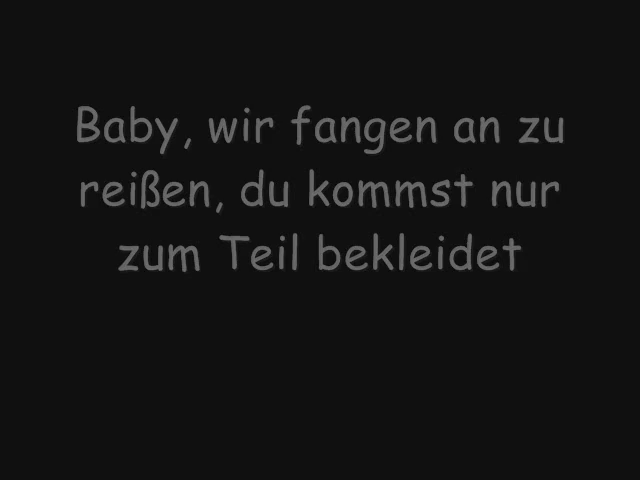 Baby, wir fangen an zu
reißen, du kommst nur
zum Teil bekleidet